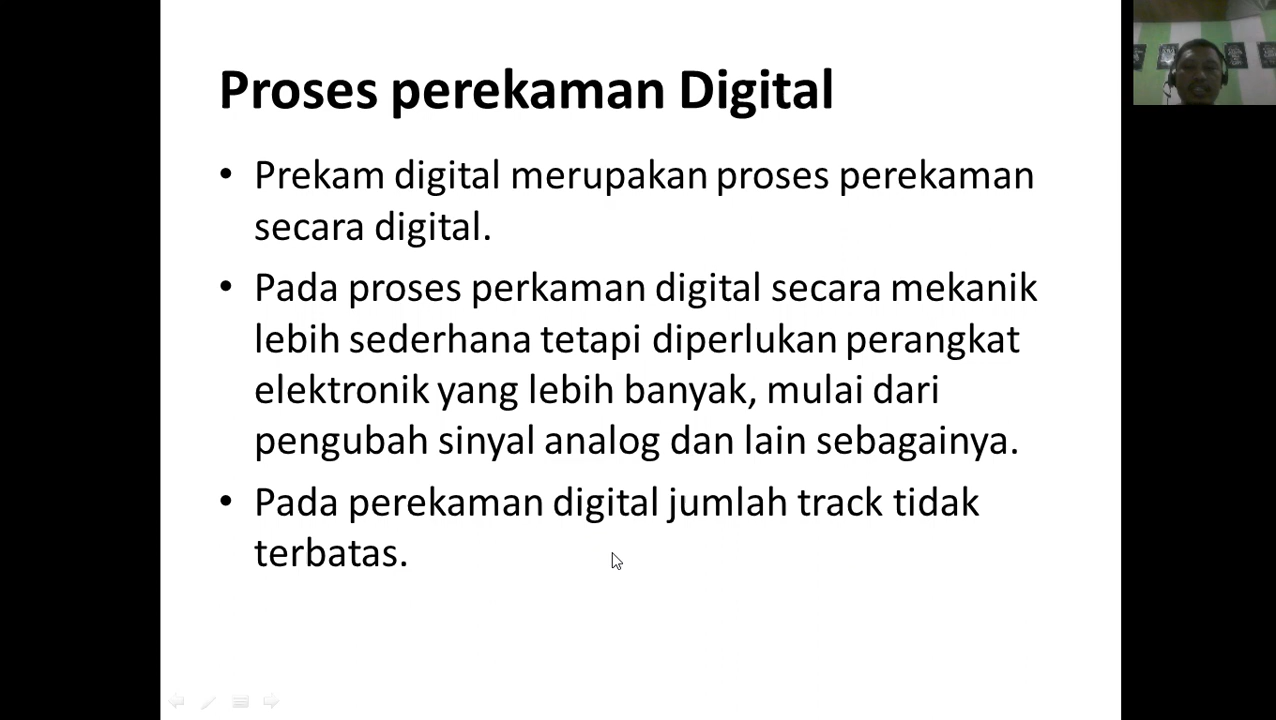 Proses perekaman Digital
• Prekam digital merupakan proses perekaman
secara digital.
• Pada proses perkaman digital secara mekanik
lebih sederhana tetapi diperlukan perangkat
elektronik yang lebih banyak, mulai dari
pengubah sinyal analog dan lain sebagainya.
• Pada perekaman digital jumlah track tidak
terbatas.